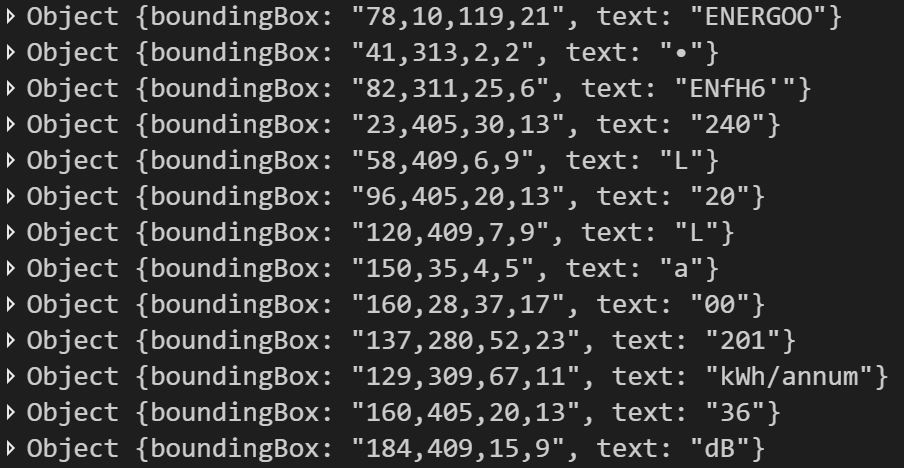 Object {boundingBox: "78,10,119,21", text: "ENERGOO"}
Object {boundingBox: "41,313,2,2", text: "•"}
Object {boundingBox: "82,311,25,6", text: "ENfH6'"}
Object {boundingBox: "23,405,30,13", text: "240"}
Object {boundingBox: "58,409,6,9", text: "L"}
Object {boundingBox: "96,405,20,13", text: "20"}
Object {boundingBox: "120,409,7,9", text: "L"}
Object {boundingBox: "150,35,4,5", text: "a"}
Object {boundingBox: "160,28,37,17", text: "00"}
Object {boundingBox: "137,280,52,23", text: "201"}
Object {boundingBox: "129,309,67,11", text: "kWh/annum"}
Object {boundingBox: "160,405,20,13", text: "36"}
Object {boundingBox: "184,409,15,9", text: "dB"}